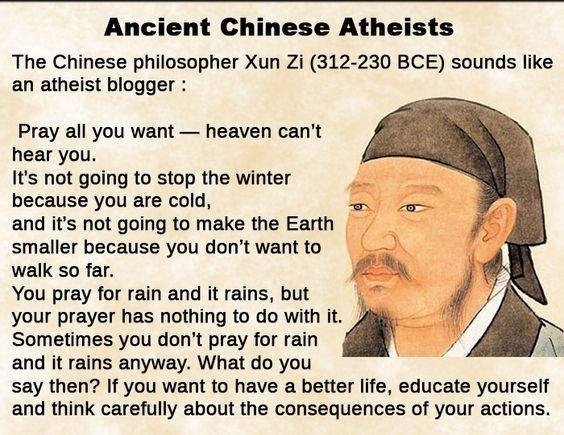 Ancient Chinese Atheists
The Chinese philosopher Xun Zi (312-230 BCE) sounds like
an atheist blogger :
Pray all you want — heaven can't
hear you.
It's not going to stop the winter
because you are cold,
and it's not going to make the Earth
smaller because you don't want to
walk so far.
You pray for rain and it rains, but
your prayer has nothing to do with it.
Sometimes you don't pray for rain
and it rains anyway. What do you
say then? If you want to have a better life, educate yourself
and think carefully about the consequences of your actions.